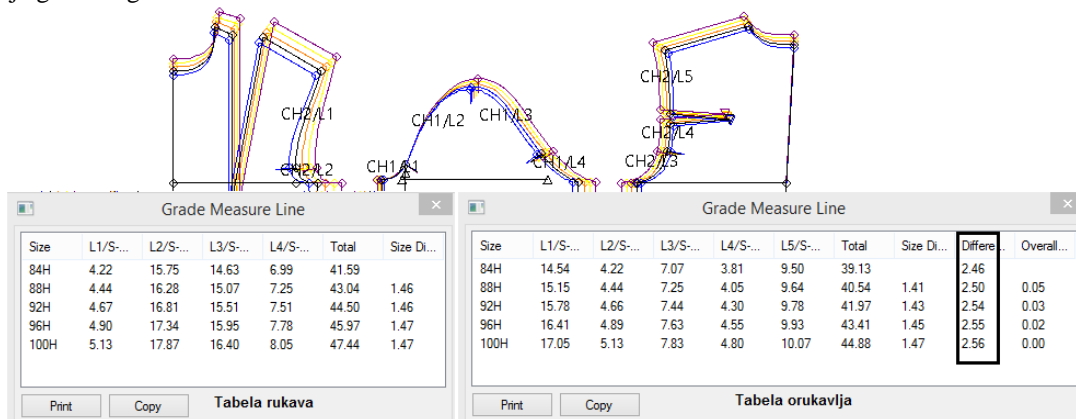 CH2/L5
CH2/L1
CH1/L2 CH1/L3
CH2/L4
CH2/L2 CH1/L1 CH1/L4 CH2/L3
Grade Measure Line
Size L1/S-... L2/S-... L3/S-... L4/S-... Total Size Di...
84H 4.22 15.75 14.63 6.99 41.59
88H 4.44 16.28 15.07 7.25 43.04 1.46
92H 4.67 16.81 15.51 7.51 44.50 1.46
96H 4.90 17.34 15.95 7.78 45.97 1.47
100H 5.13 17.87 16.40 8.05 47.44 1.47
Print Copy Tabela rukava
Grade Measure Line
Size L1/S-... L2/S-... L3/S-... L4/S-... L5/S-... Total Size Di... Differe... Overall...
84H 14.54 4.22 7.07 3.81 9.50 39.13 2.46
88H 15.15 4.44 7.25 4.05 9.64 40.54 1.41 2.50 0.05
92H 15.78 4.66 7.44 4.30 9.78 41.97 1.43 2.54 0.03
96H 16.41 4.89 7.63 4.55 9.93 43.41 1.45 2.55 0.02
100H 17.05 5.13 7.83 4.80 10.07 44.88 1.47 2.56 0.00
Print Copy Tabela orukavlja